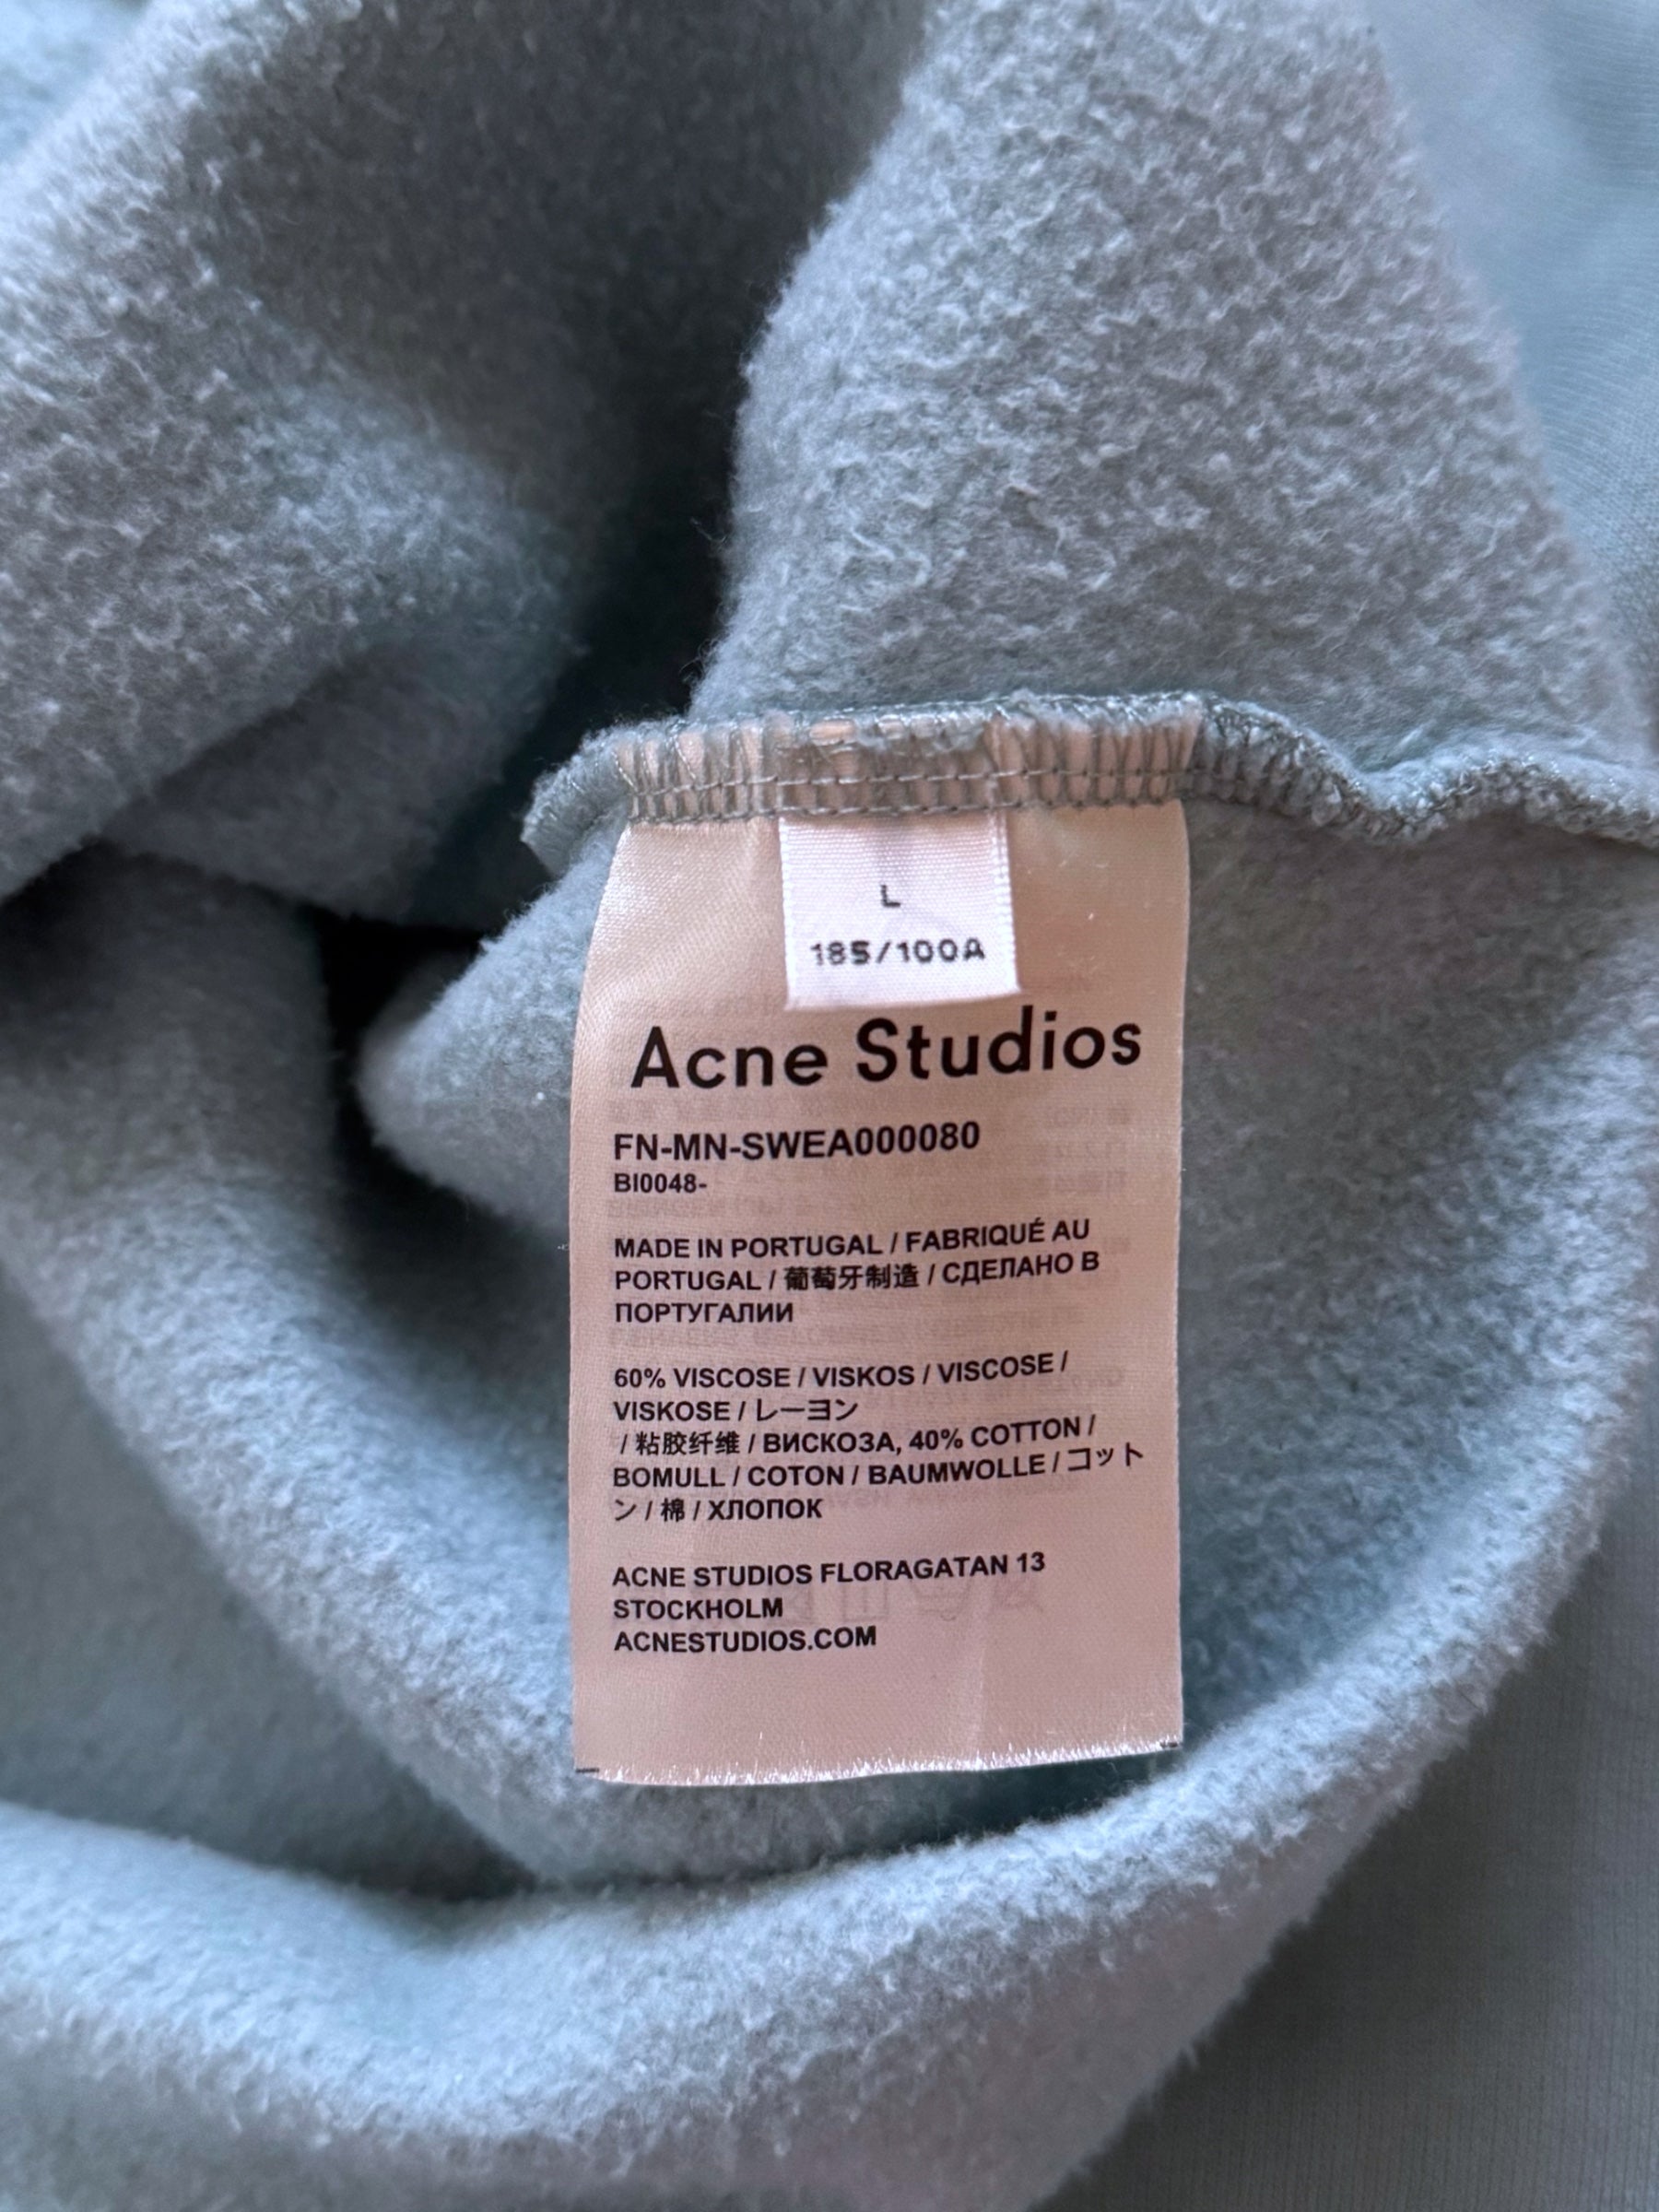 L
185/100A
Acne Studios
FN-MN-SWEA000080
BI0048-
MADE IN PORTUGAL / FABRIQUÉ AU
PORTUGAL / 葡萄牙制造 / СДЕЛАНО В
ПОРТУГАЛИИ
60% VISCOSE / VISKOS / VISCOSE /
VISKOSE / レーヨン
/ 粘胶纤维 / ВИСКОЗА, 40% COTTON /
BOMULL / COTON / BAUMWOLLE / コット
ン / 棉 / ХЛОПОК
ACNE STUDIOS FLORAGATAN 13
STOCKHOLM
ACNESTUDIOS.COM